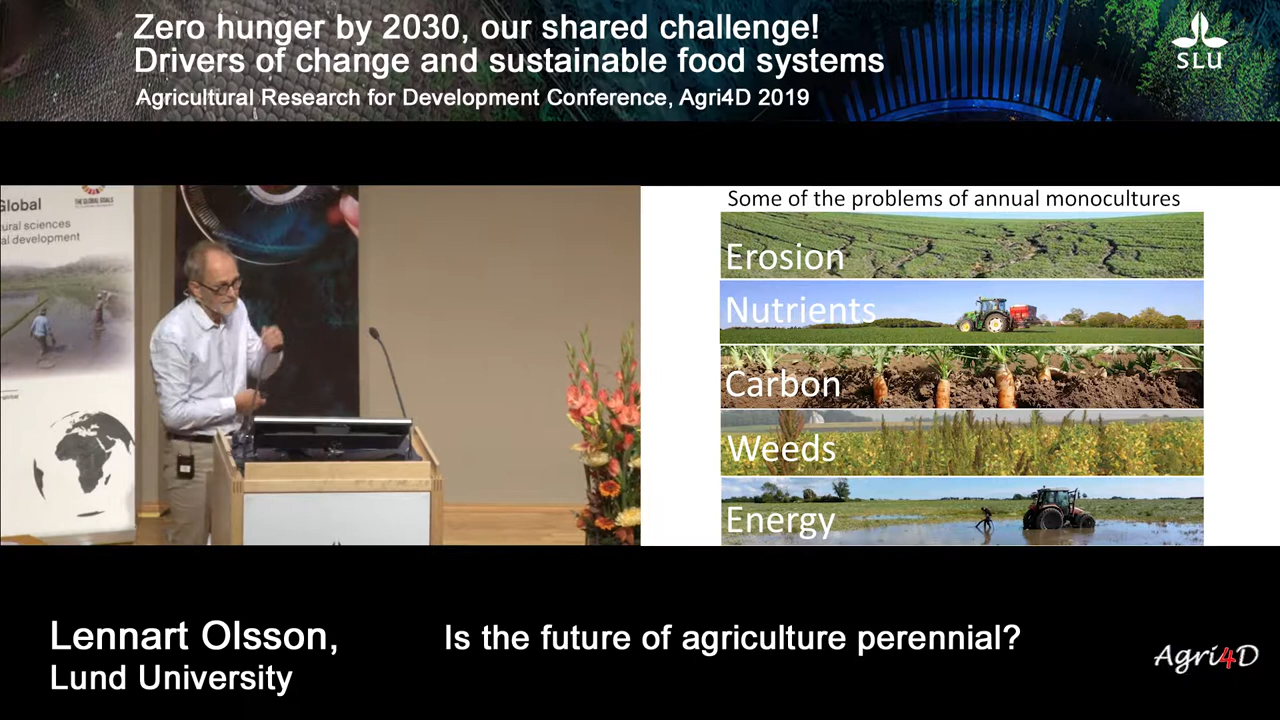 Zero hunger by 2030, our shared challenge!
Drivers of change and sustainable food systems
Agricultural Research for Development Conference, Agri4D 2019
SLU
Global
THE GLOBAL GOALS
ural sciences
al development
Some of the problems of annual monocultures
Erosion
Nutrients
Carbon
Weeds
Energy
Lennart Olsson,
Lund University
Is the future of agriculture perennial?
Agri4D